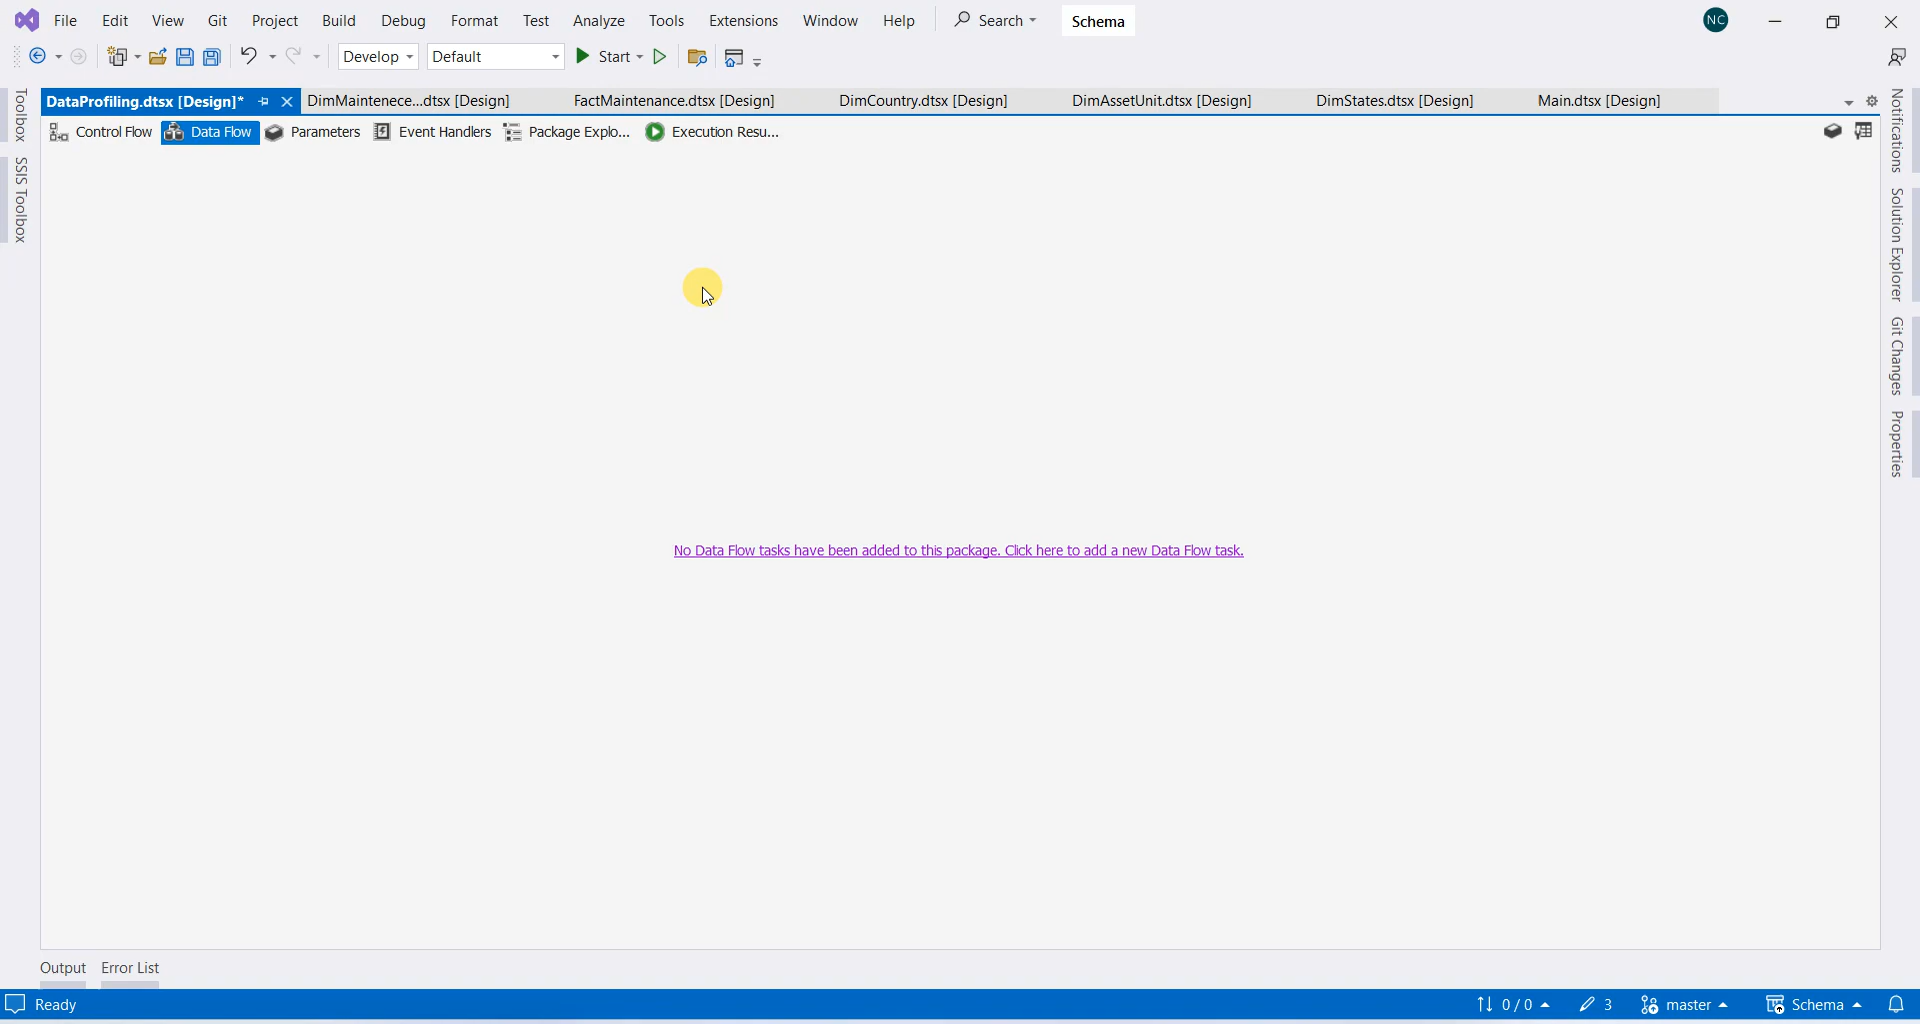 File Edit View Git Project Build Debug Format Test Analyze Tools Extensions Window Help Search Schema NC
Develop Default Start
DataProfiling.dtsx [Design]* DimMaintenece...dtsx [Design] FactMaintenance.dtsx [Design] DimCountry.dtsx [Design] DimAssetUnit.dtsx [Design] DimStates.dtsx [Design] Main.dtsx [Design]
Control Flow Data Flow Parameters Event Handlers Package Explo... Execution Resu...
Toolbox
SSIS Toolbox
Notifications
Solution Explorer
Git Changes
Properties
No Data Flow tasks have been added to this package. Click here to add a new Data Flow task.
Output Error List
Ready 0 / 0 3 master Schema